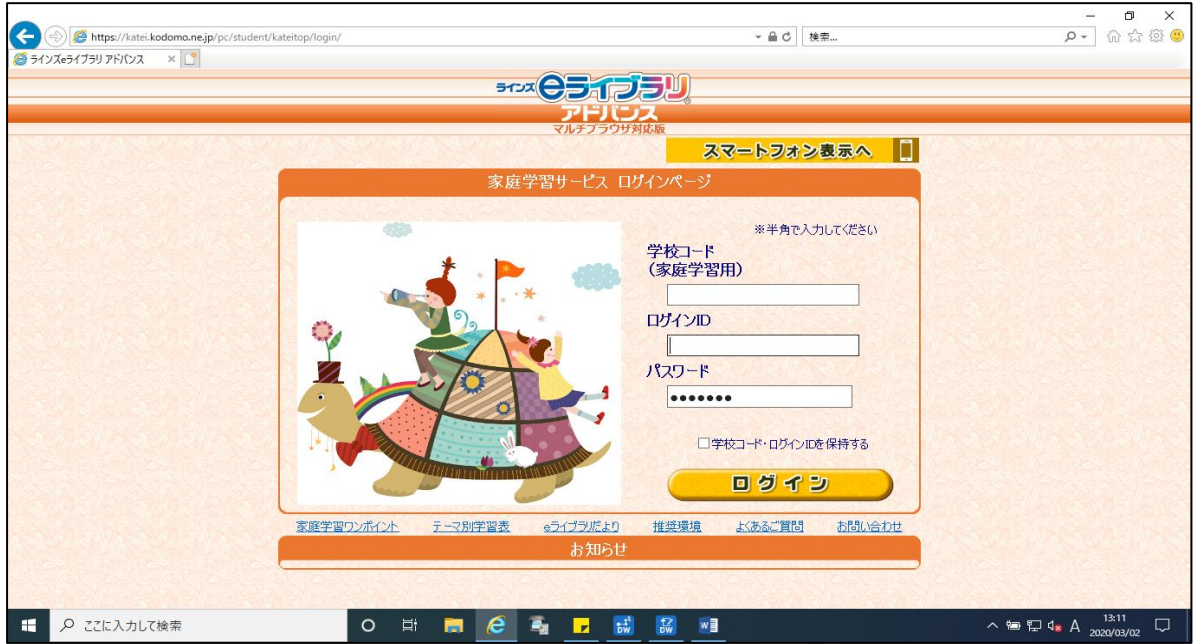 https://katei.kodomo.ne.jp/pc/student/kateitop/login/
検索...
ラインズeライブラリ アドバンス
ラインズ eライブラリ
アドバンス
マルチブラウザ対応版
スマートフォン表示へ
家庭学習サービス ログインページ
※半角で入力してください
学校コード
(家庭学習用)
ログインID
パスワード
●●●●●●●
学校コード・ログインIDを保持する
ログイン
家庭学習ワンポイント テーマ別学習表 eライブラリだより 推奨環境 よくあるご質問 お問い合わせ
お知らせ
ここに入力して検索
A
13:11
2020/03/02